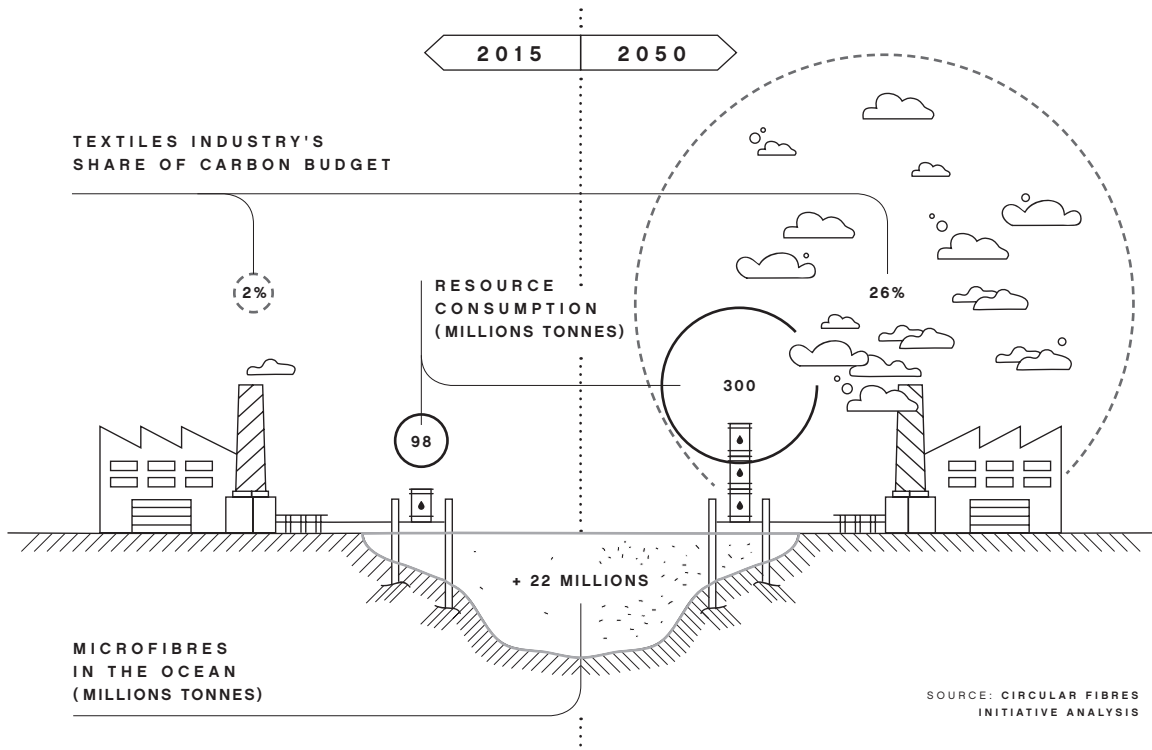 2015 2050
TEXTILES INDUSTRY'S
SHARE OF CARBON BUDGET
2%
26%
RESOURCE
CONSUMPTION
(MILLIONS TONNES)
300
98
+ 22 MILLIONS
MICROFIBRES
IN THE OCEAN
(MILLIONS TONNES)
SOURCE: CIRCULAR FIBRES
INITIATIVE ANALYSIS